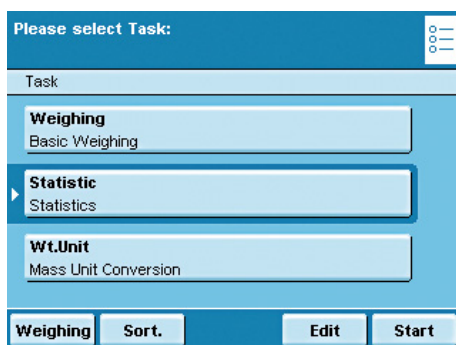 Please select Task:
Task
Weighing
Basic Weighing
Statistic
Statistics
Wt.Unit
Mass Unit Conversion
Weighing Sort. Edit Start